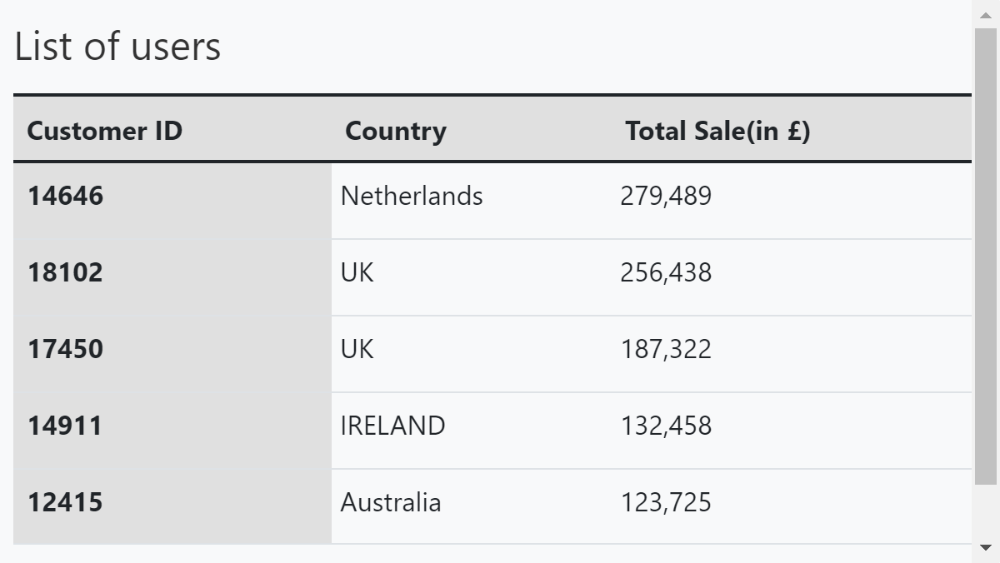 List of users
Customer ID Country Total Sale(in £)
14646 Netherlands 279,489
18102 UK 256,438
17450 UK 187,322
14911 IRELAND 132,458
12415 Australia 123,725